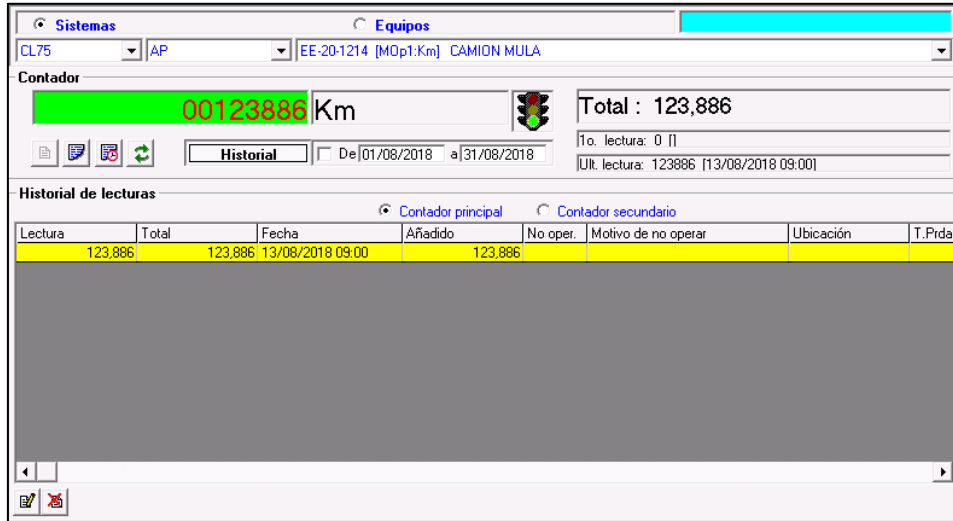 Sistemas Equipos
CL75 AP EE-20-1214 [MOp1:Km] CAMION MULA
Contador
00123886 Km Total : 123,886
1o. lectura: 0 []
Historial De 01/08/2018 a 31/08/2018
Ult. lectura: 123886 [13/08/2018 09:00]
Historial de lecturas
Contador principal Contador secundario
Lectura Total Fecha Añadido No oper. Motivo de no operar Ubicación T.Prda
123,886 123,886 13/08/2018 09:00 123,886